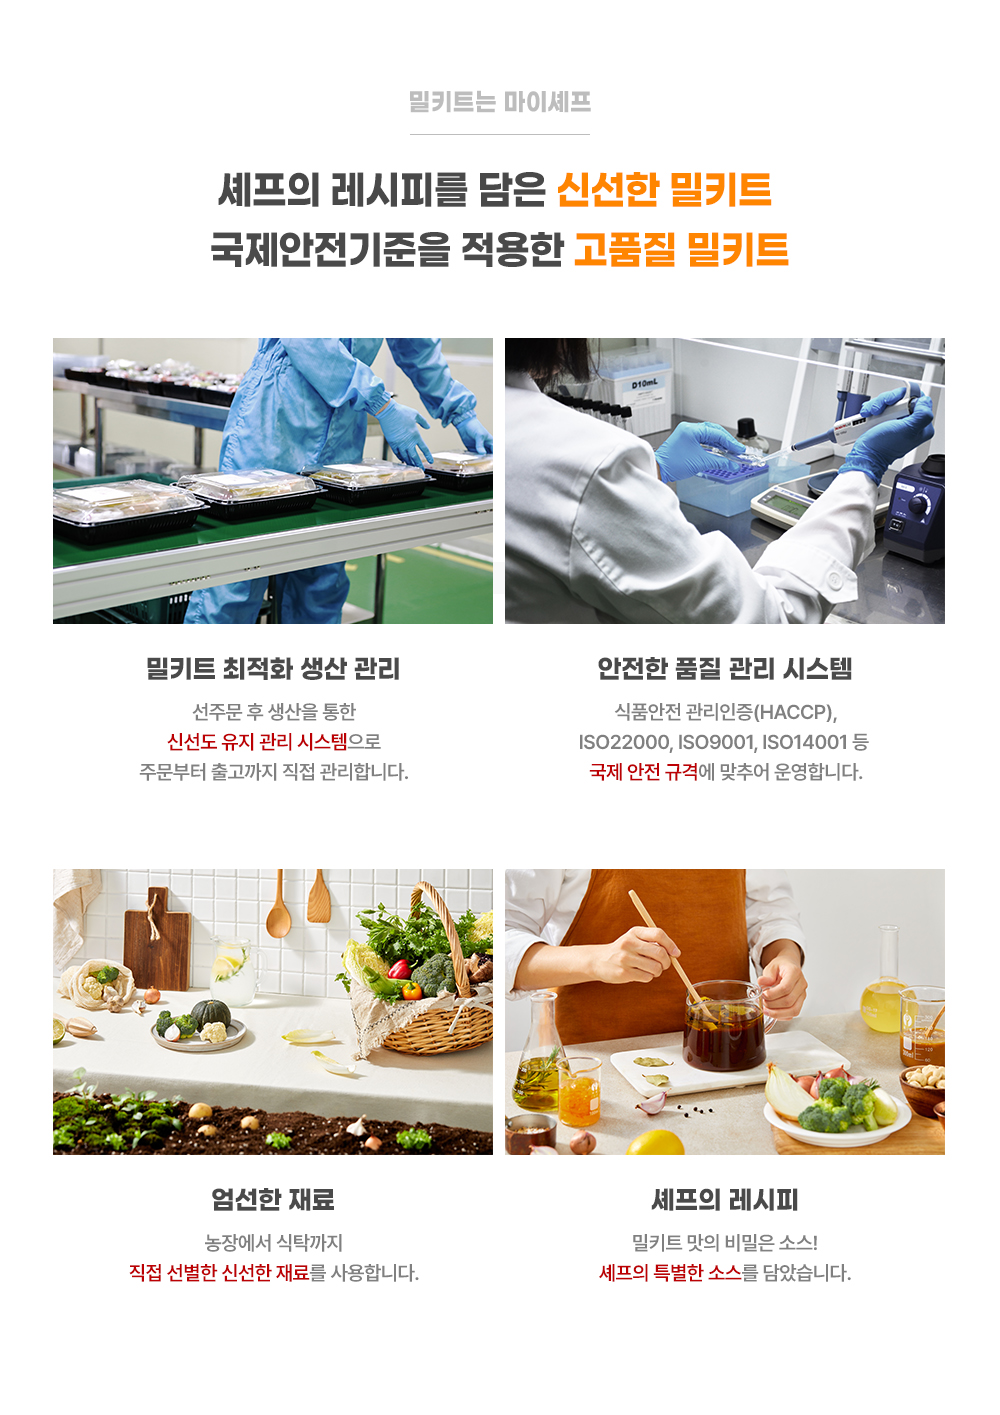 밀키트는 마이셰프
셰프의 레시피를 담은 신선한 밀키트
국제안전기준을 적용한 고품질 밀키트
D10mL
밀키트 최적화 생산 관리
선주문 후 생산을 통한
신선도 유지 관리 시스템으로
주문부터 출고까지 직접 관리합니다.
안전한 품질 관리 시스템
식품안전 관리인증(HACCP),
ISO22000, ISO9001, ISO14001 등
국제 안전 규격에 맞추어 운영합니다.
엄선한 재료
농장에서 식탁까지
직접 선별한 신선한 재료를 사용합니다.
셰프의 레시피
밀키트 맛의 비밀은 소스!
셰프의 특별한 소스를 담았습니다.